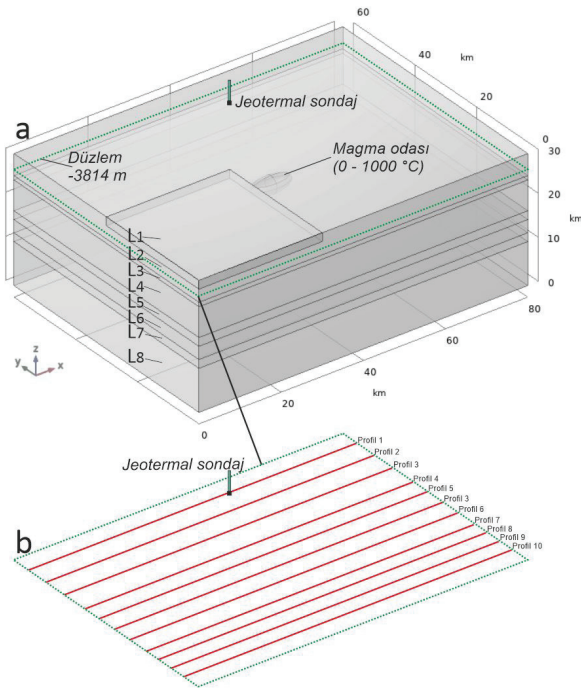 60
40
km
20
0
a
Jeotermal sondaj
Düzlem
-3814 m
Magma odası
(0 - 1000 °C)
30
20
km
10
0
L1
L2
L3
L4
L5
L6
L7
L8
z
y
x
80
60
km
40
20
0
b
Jeotermal sondaj
Profil 1
Profil 2
Profil 3
Profil 4
Profil 5
Profil 3
Profil 6
Profil 7
Profil 8
Profil 9
Profil 10